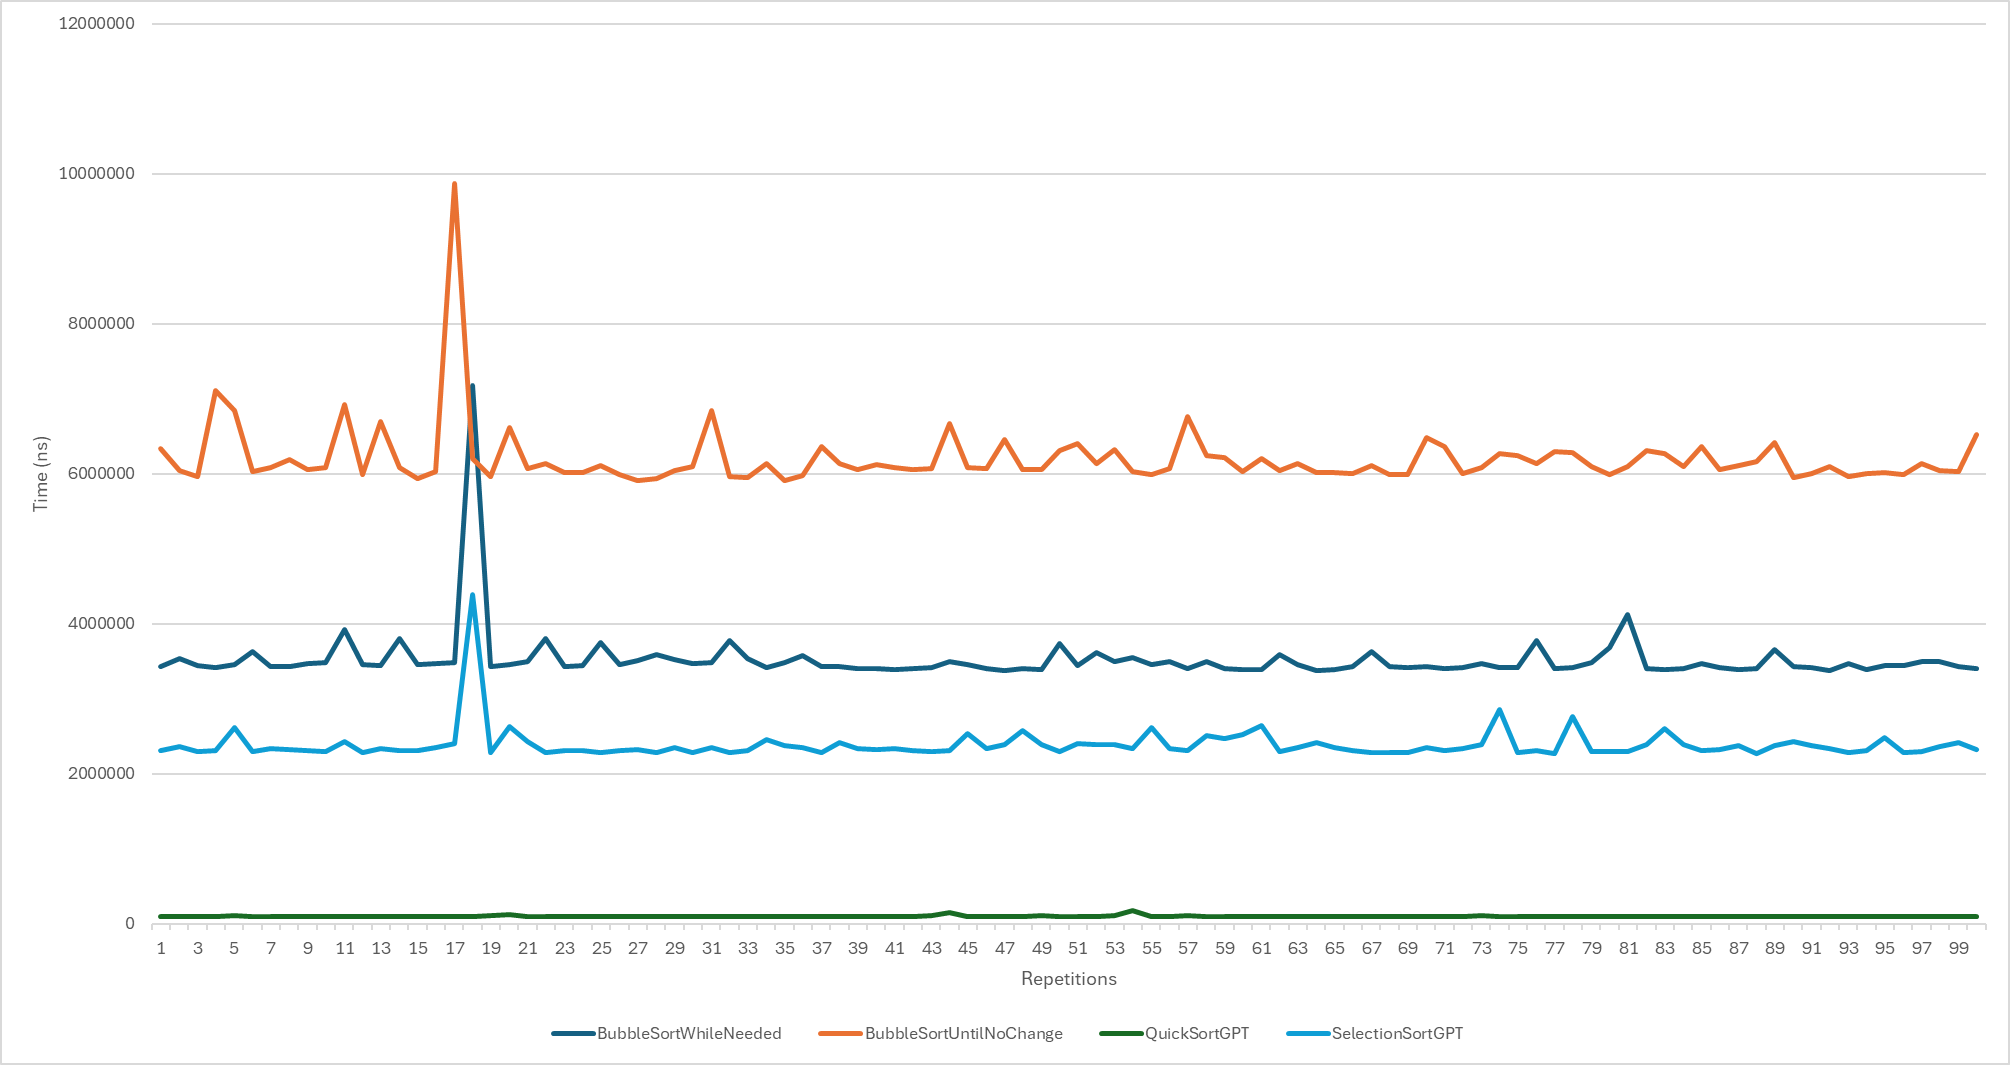 12000000
10000000
8000000
6000000
4000000
2000000
0
Time (ns)
1 3 5 7 9 11 13 15 17 19 21 23 25 27 29 31 33 35 37 39 41 43 45 47 49 51 53 55 57 59 61 63 65 67 69 71 73 75 77 79 81 83 85 87 89 91 93 95 97 99
Repetitions
BubbleSortWhileNeeded BubbleSortUntilNoChange QuickSortGPT SelectionSortGPT